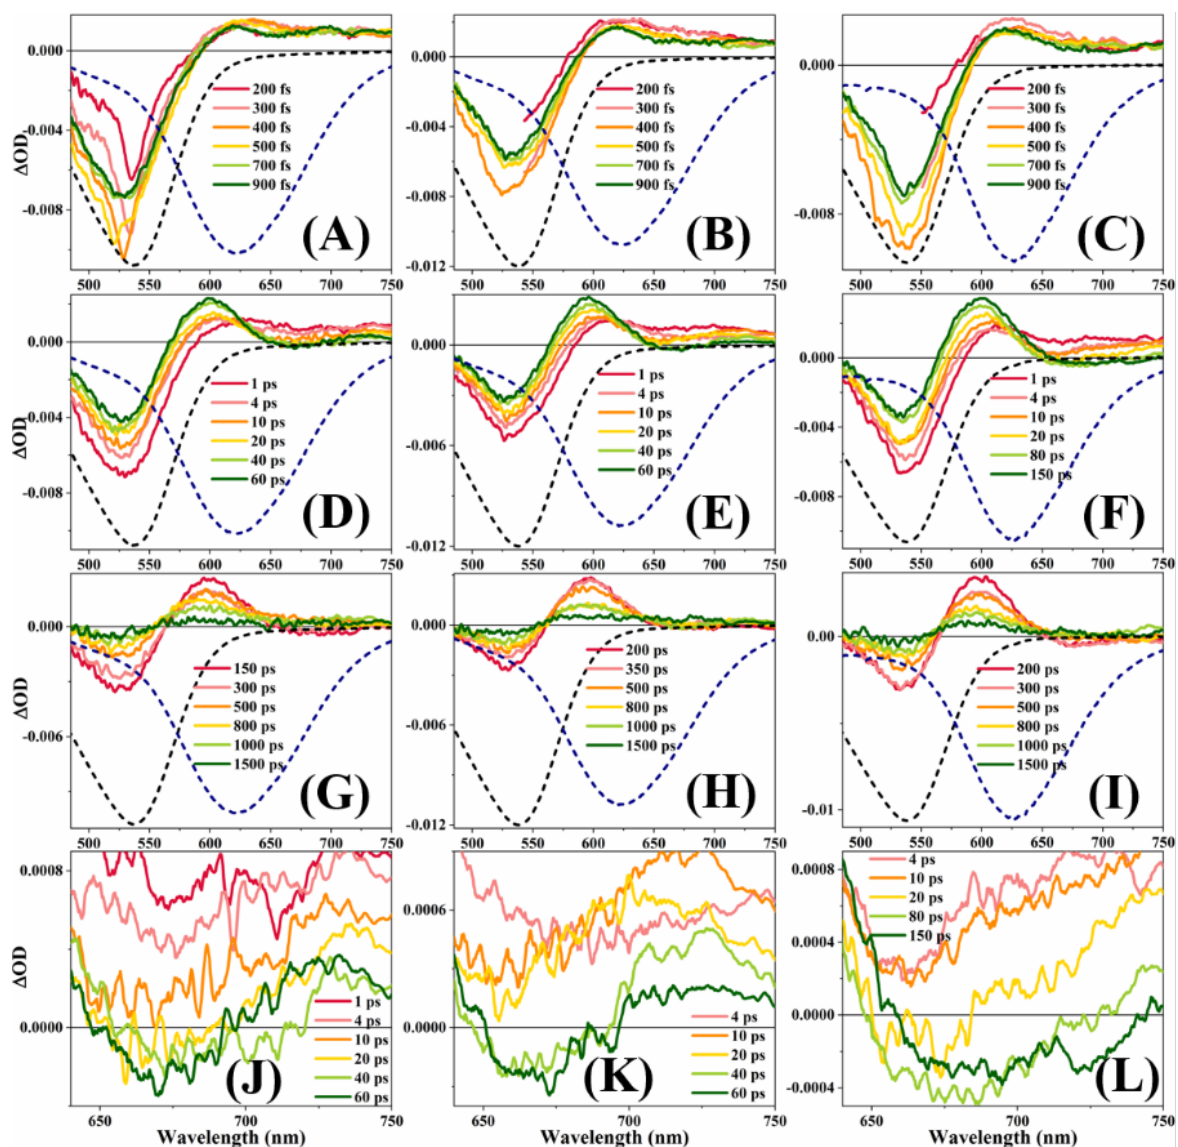 0.000
-0.004
-0.008
ΔOD
200 fs
300 fs
400 fs
500 fs
700 fs
900 fs
(A)
500 550 600 650 700 750
0.000
-0.004
-0.008
-0.012
200 fs
300 fs
400 fs
500 fs
700 fs
900 fs
(B)
500 550 600 650 700 750
0.000
-0.008
200 fs
300 fs
400 fs
500 fs
700 fs
900 fs
(C)
500 550 600 650 700 750
0.000
-0.004
-0.008
ΔOD
1 ps
4 ps
10 ps
20 ps
40 ps
60 ps
(D)
500 550 600 650 700 750
0.000
-0.006
-0.012
1 ps
4 ps
10 ps
20 ps
40 ps
60 ps
(E)
500 550 600 650 700 750
0.000
-0.004
-0.008
1 ps
4 ps
10 ps
20 ps
80 ps
150 ps
(F)
500 550 600 650 700 750
0.000
-0.006
ΔOD
150 ps
300 ps
500 ps
800 ps
1000 ps
1500 ps
(G)
500 550 600 650 700 750
0.000
-0.006
-0.012
200 ps
350 ps
500 ps
800 ps
1000 ps
1500 ps
(H)
500 550 600 650 700 750
0.00
-0.01
200 ps
300 ps
500 ps
800 ps
1000 ps
1500 ps
(I)
500 550 600 650 700 750
0.0008
0.0000
ΔOD
1 ps
4 ps
10 ps
20 ps
40 ps
60 ps
(J)
650 700 750
Wavelength (nm)
0.0006
0.0000
4 ps
10 ps
20 ps
40 ps
60 ps
(K)
650 700 750
Wavelength (nm)
0.0008
0.0004
0.0000
-0.0004
4 ps
10 ps
20 ps
80 ps
150 ps
(L)
650 700 750
Wavelength (nm)